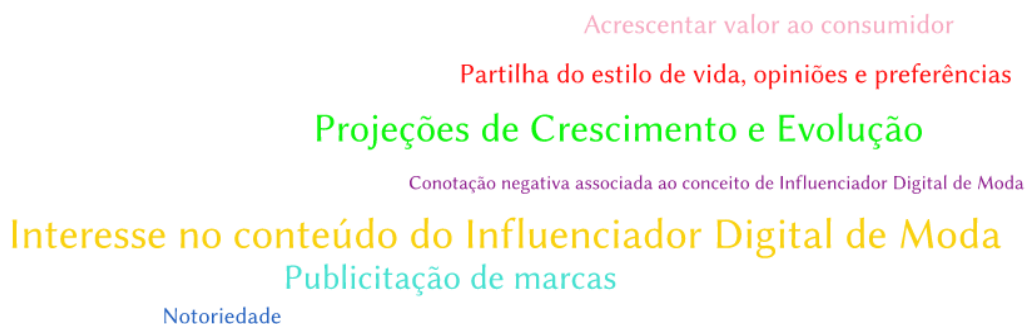 Acrescentar valor ao consumidor
Partilha do estilo de vida, opiniões e preferências
Projeções de Crescimento e Evolução
Conotação negativa associada ao conceito de Influenciador Digital de Moda
Interesse no conteúdo do Influenciador Digital de Moda
Publicitação de marcas
Notoriedade